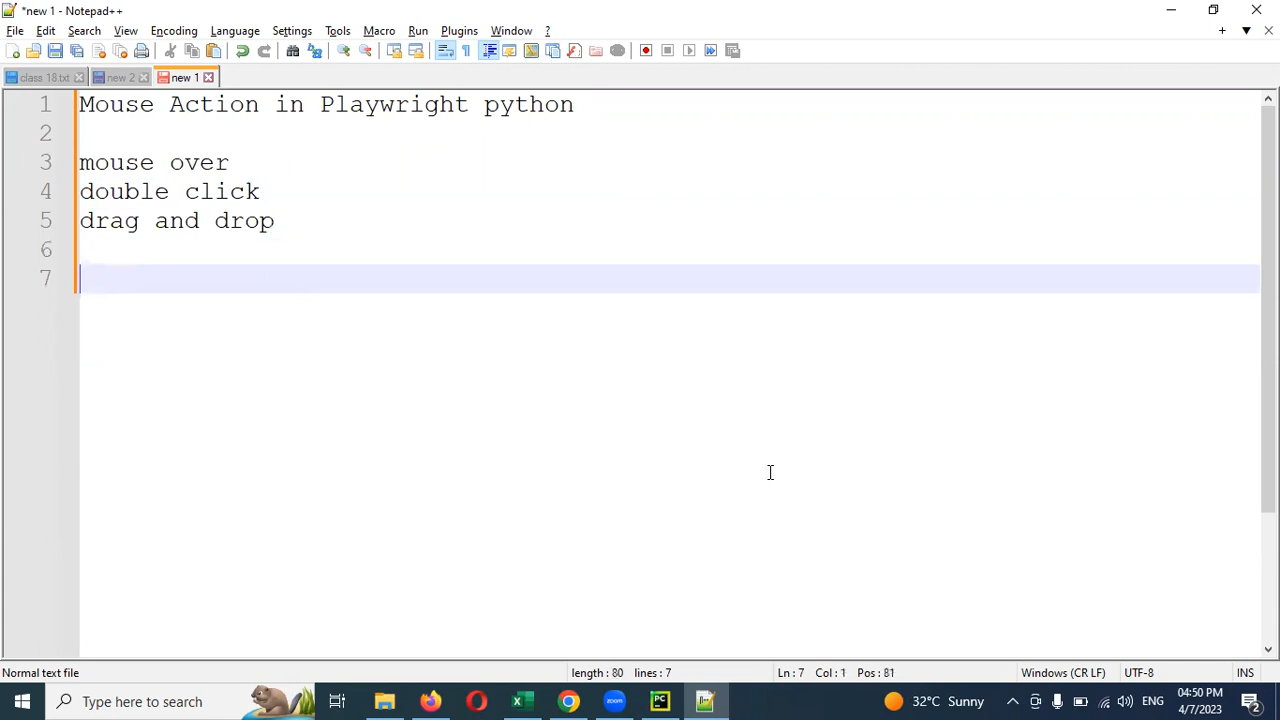 *new 1 - Notepad++
File Edit Search View Encoding Language Settings Tools Macro Run Plugins Window ?
class 18.txt new 2 new 1
1 Mouse Action in Playwright python
2
3 mouse over
4 double click
5 drag and drop
6
7
Normal text file length : 80 lines : 7 Ln : 7 Col : 1 Pos : 81 Windows (CR LF) UTF-8 INS
Type here to search
zoom
PC
32°C Sunny
ENG
04:50 PM
4/7/2023
2